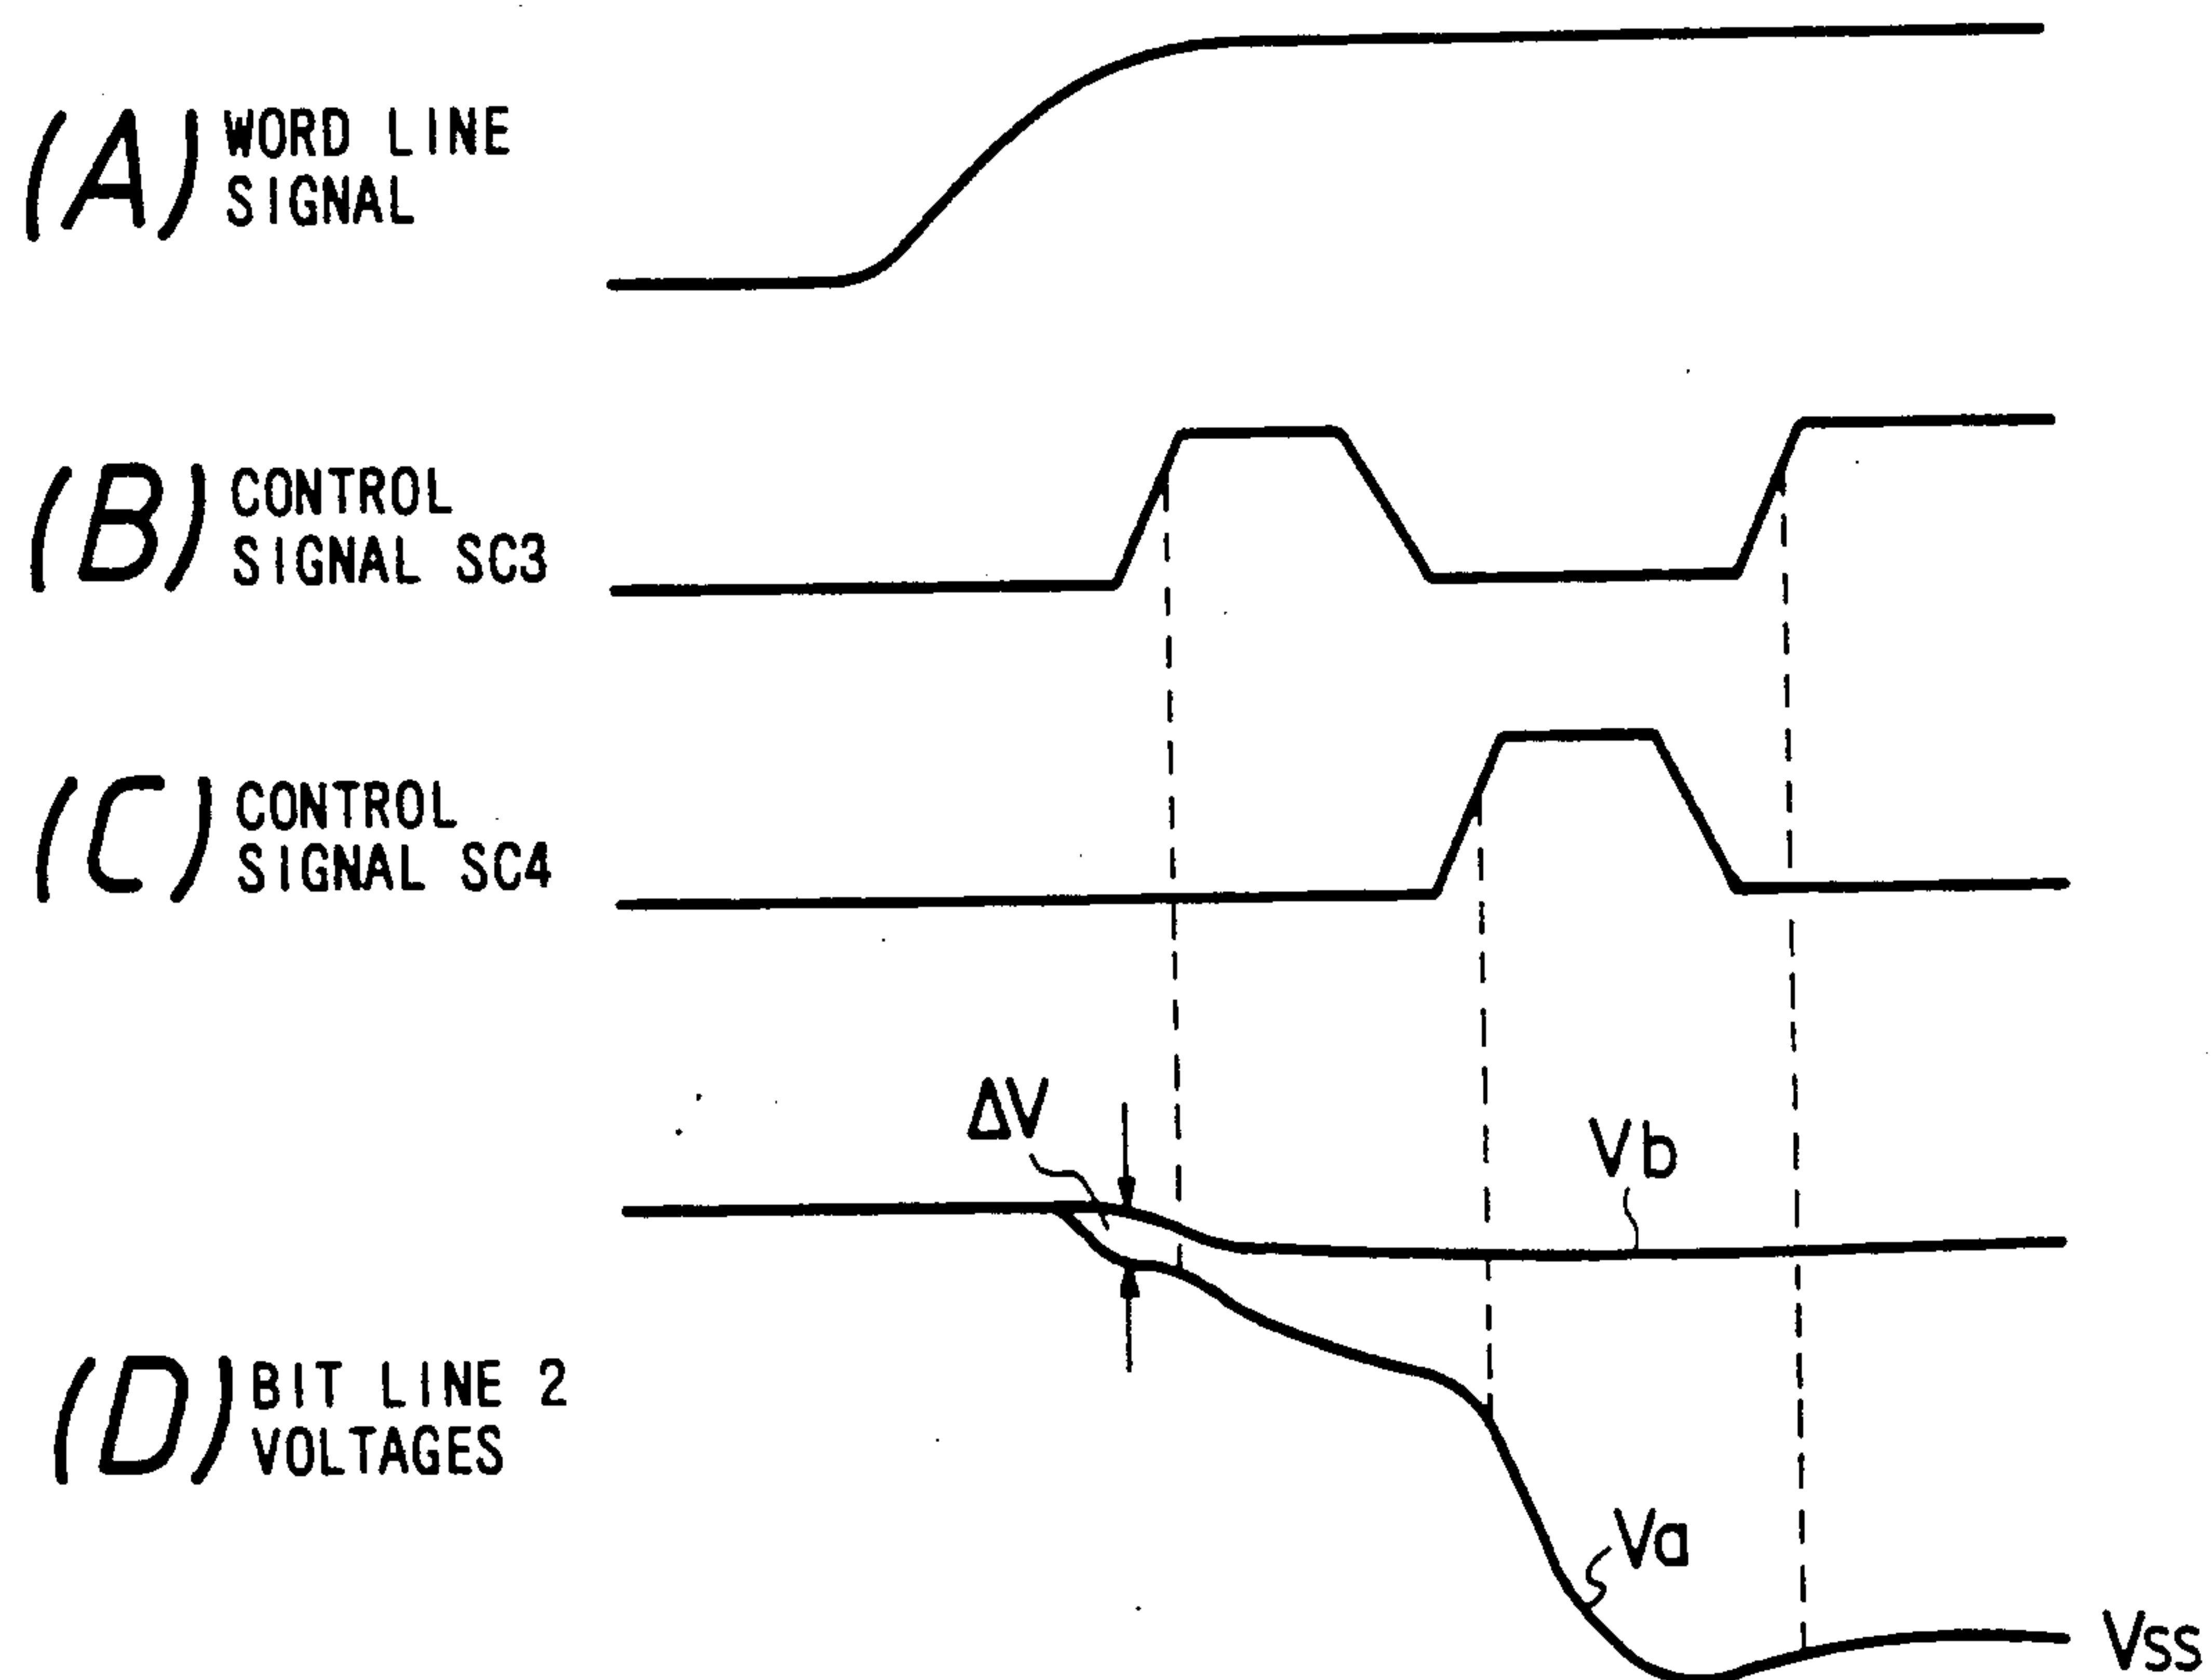 (A) WORD LINE
SIGNAL
(B) CONTROL
SIGNAL SC3
(C) CONTROL
SIGNAL SC4
ΔV
Vb
(D) BIT LINE 2
VOLTAGES
Va
Vss